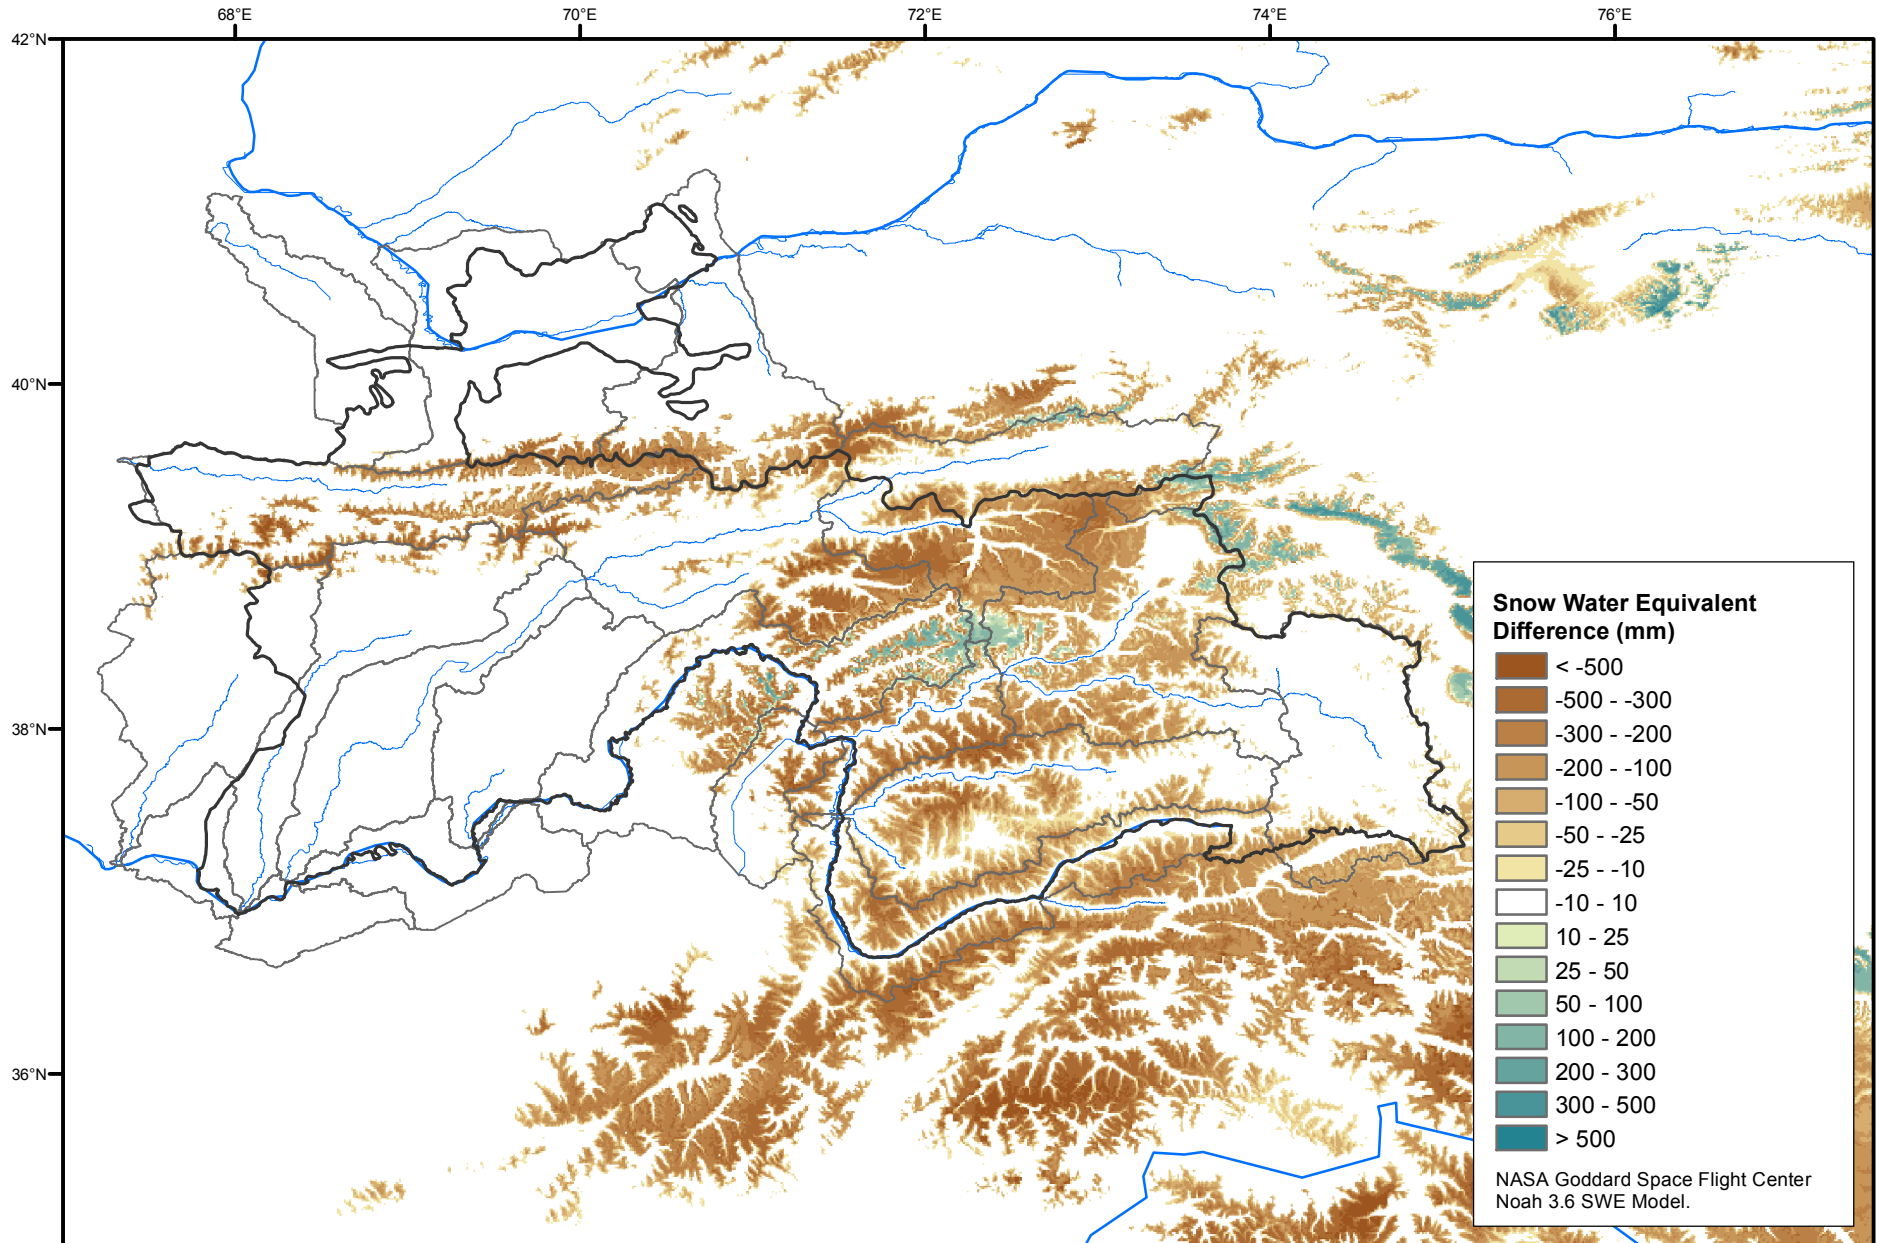 68°E 70°E 72°E 74°E 76°E
42°N
40°N
38°N
36°N
Snow Water Equivalent
Difference (mm)
< -500
-500 - -300
-300 - -200
-200 - -100
-100 - -50
-50 - -25
-25 - -10
-10 - 10
10 - 25
25 - 50
50 - 100
100 - 200
200 - 300
300 - 500
> 500
NASA Goddard Space Flight Center
Noah 3.6 SWE Model.